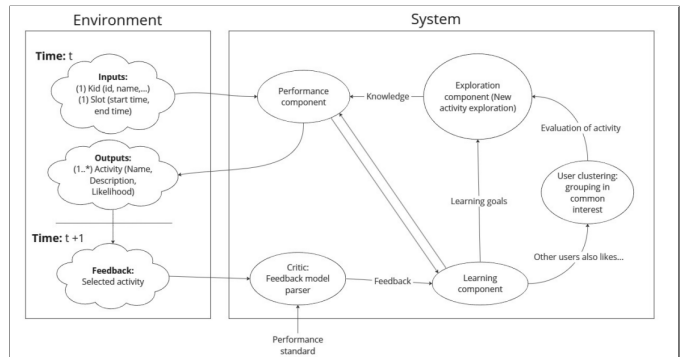 Environment
System
Time: t
Inputs:
(1) Kid (id, name,...)
(1) Slot (start time,
end time)
Performance
component
Knowledge
Exploration
component (New
activity exploration)
Evaluation of activity
Outputs:
(1..*) Activity (Name,
Description,
Likelihood)
User clustering:
grouping in
common
interest
Learning goals
Time: t +1
Other users also likes...
Feedback:
Selected activity
Critic:
Feedback model
parser
Feedback
Learning
component
Performance
standard